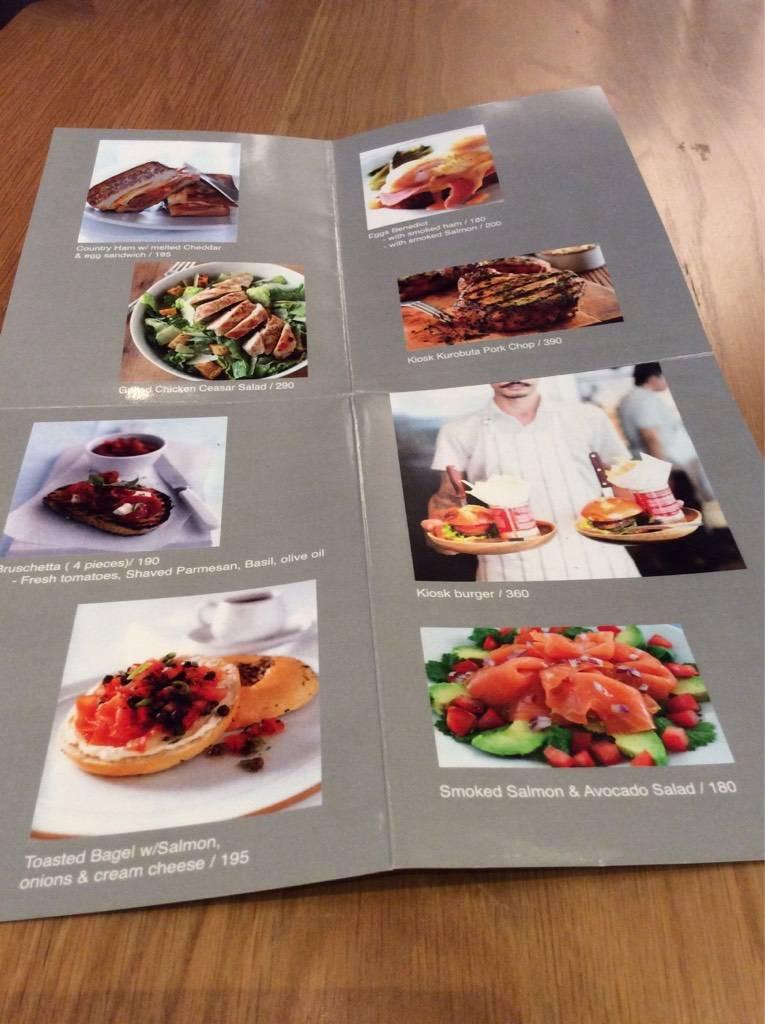 Country Ham w/ melted Cheddar
& egg sandwich / 195
Eggs Benedict
- with smoked ham / 180
- with smoked Salmon / 200
Grilled Chicken Ceasar Salad / 290
Kiosk Kurobuta Pork Chop / 390
Bruschetta ( 4 pieces)/ 190
- Fresh tomatoes, Shaved Parmesan, Basil, olive oil
Kiosk burger / 360
Toasted Bagel w/Salmon,
onions & cream cheese / 195
Smoked Salmon & Avocado Salad / 180